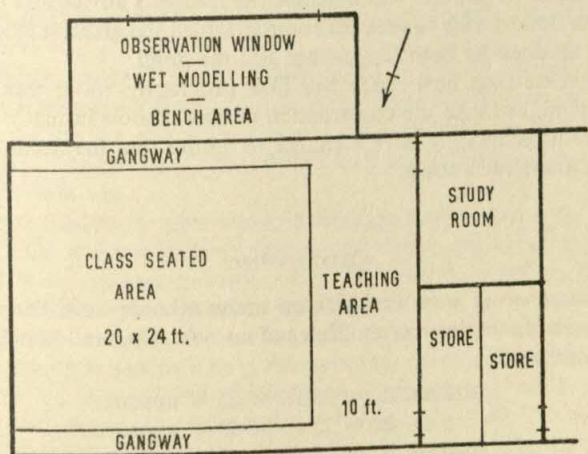 OBSERVATION WINDOW
WET MODELLING
BENCH AREA
GANGWAY
CLASS SEATED
AREA
20 x 24 ft.
TEACHING
AREA
10 ft.
STUDY
ROOM
STORE
STORE
GANGWAY